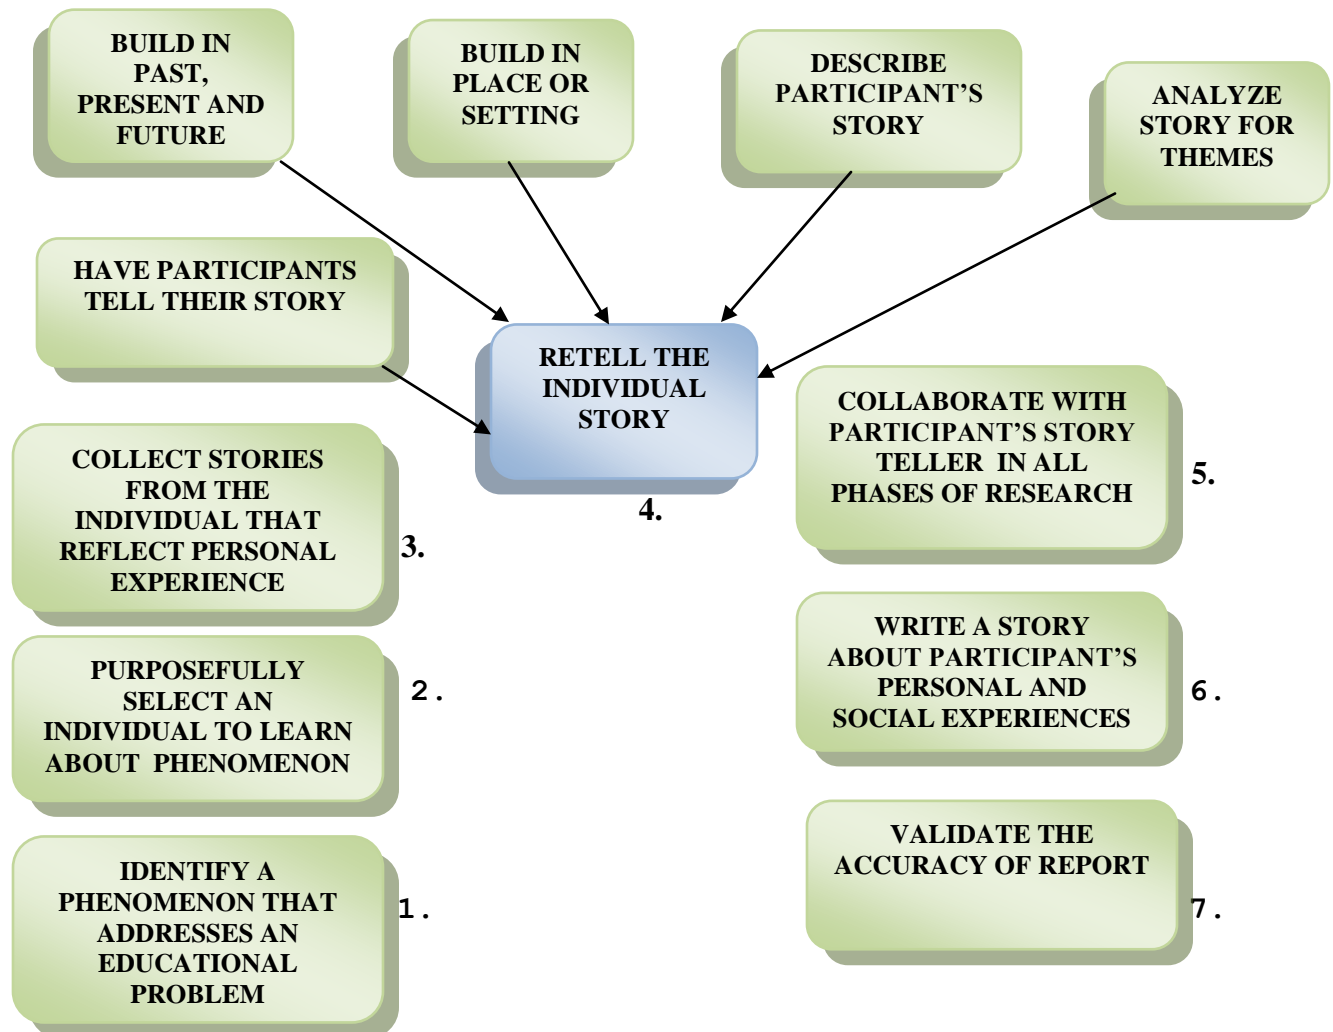 BUILD IN
PAST,
PRESENT AND
FUTURE
BUILD IN
PLACE OR
SETTING
DESCRIBE
PARTICIPANT'S
STORY
ANALYZE
STORY FOR
THEMES
HAVE PARTICIPANTS
TELL THEIR STORY
RETELL THE
INDIVIDUAL
STORY
4.
COLLECT STORIES
FROM THE
INDIVIDUAL THAT
REFLECT PERSONAL
EXPERIENCE
3.
PURPOSEFULLY
SELECT AN
INDIVIDUAL TO LEARN
ABOUT PHENOMENON
2.
IDENTIFY A
PHENOMENON THAT
ADDRESSES AN
EDUCATIONAL
PROBLEM
1.
COLLABORATE WITH
PARTICIPANT'S STORY
TELLER IN ALL
PHASES OF RESEARCH
5.
WRITE A STORY
ABOUT PARTICIPANT'S
PERSONAL AND
SOCIAL EXPERIENCES
6.
VALIDATE THE
ACCURACY OF REPORT
7.